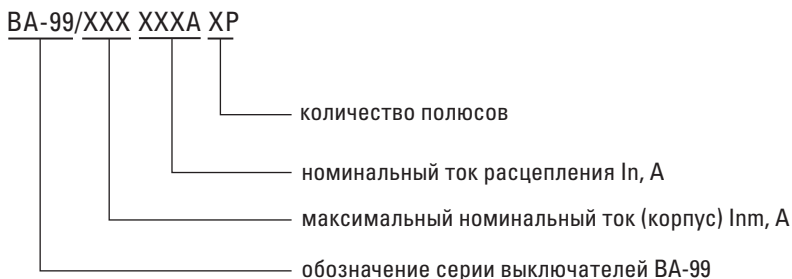 ВА-99/ХХХ ХХХА ХР
количество полюсов
номинальный ток расцепления In, А
максимальный номинальный ток (корпус) Inm, А
обозначение серии выключателей ВА-99